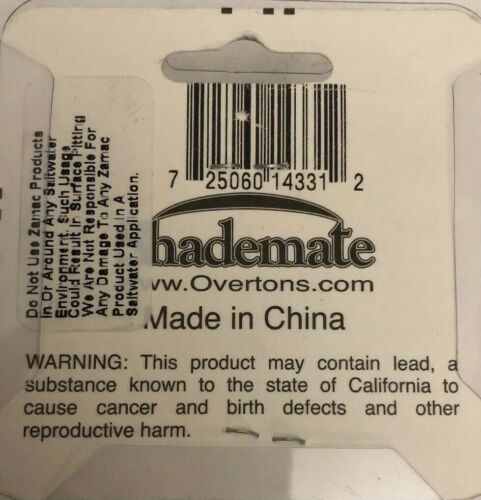 Do Not Use Zamac Products
In Or Around Any Saltwater
Environment. Such Usage
Could Result In Surface Pitting
We Are Not Responsible For
Any Damage To Any Zamac
Product Used In A
Saltwater Application.
7 25060 14331 2
hademate
ww.Overtons.com
Made in China
WARNING: This product may contain lead, a
substance known to the state of California to
cause cancer and birth defects and other
reproductive harm.